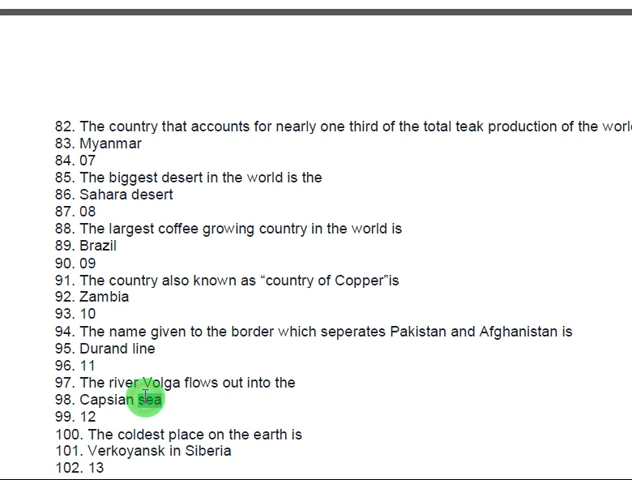 82. The country that accounts for nearly one third of the total teak production of the
83. Myanmar
84. 07
85. The biggest desert in the world is the
86. Sahara desert
87. 08
88. The largest coffee growing country in the world is
89. Brazil
90. 09
91. The country also known as “country of Copper”is
92. Zambia
93. 10
94. The name given to the border which seperates Pakistan and Afghanistan is
95. Durand line
96. 11
97. The river Volga flows out into the
98. Capsian sea
99. 12
100. The coldest place on the earth is
101. Verkoyansk in Siberia
102. 13